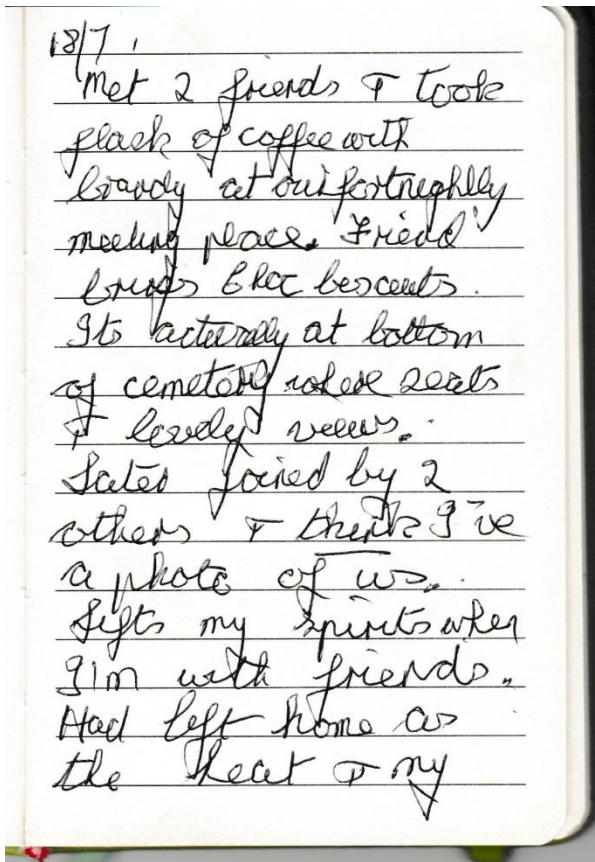 18/7,
Met 2 friends & took
flask of coffee with
brandy at our fortnightly
meeting place. Friend
brings choc biscuits.
Its actually at bottom
of cemetery where seats
& lovely views.
Later joined by 2
others & think I've
a photo of us.
Lifts my spirits when
I'm with friends.
Had left home as
the heat & my